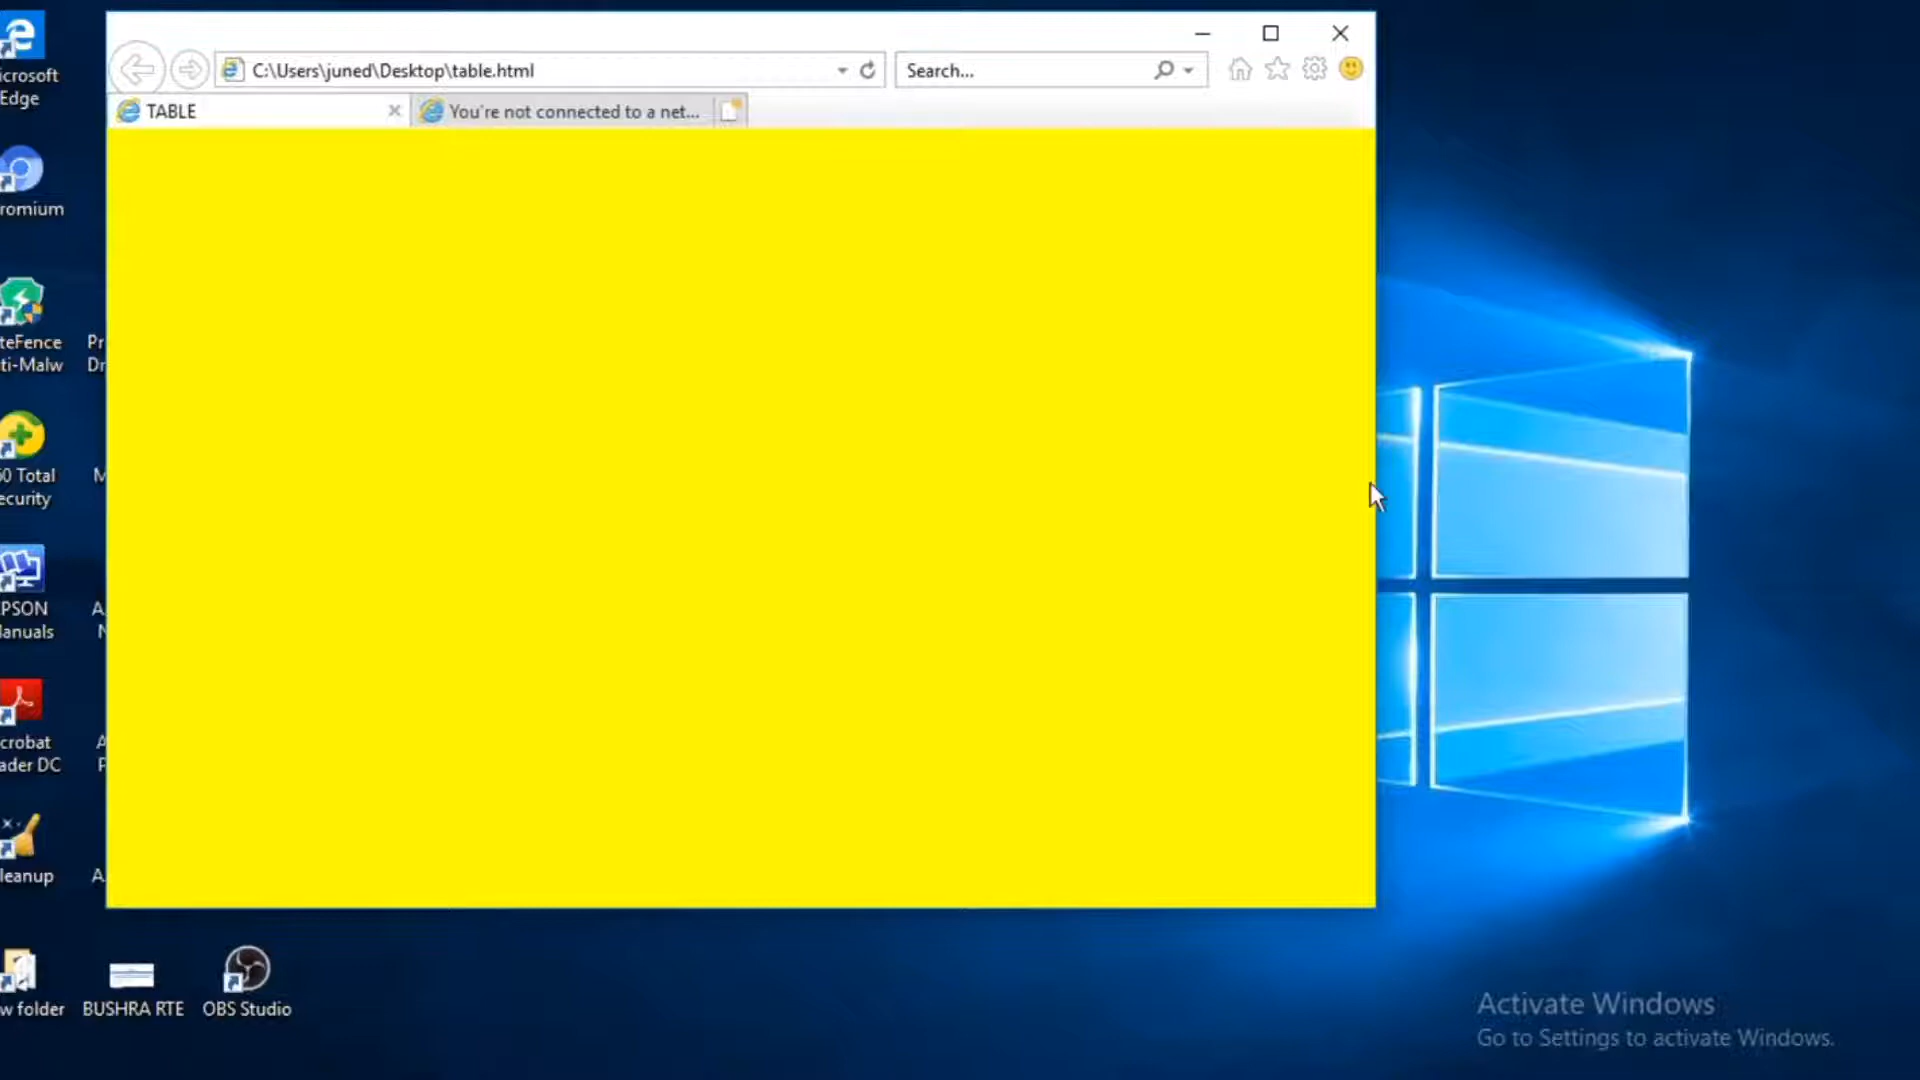 C:\Users\juned\Desktop\table.html
Search...
TABLE
You're not connected to a net...
icrosoft
Edge
romium
teFence
ti-Malw
Pr
Dr
50 Total
ecurity
M
PSON
lanuals
A
N
crobat
ader DC
A
P
leanup
A
w folder
BUSHRA RTE
OBS Studio
Activate Windows
Go to Settings to activate Windows.